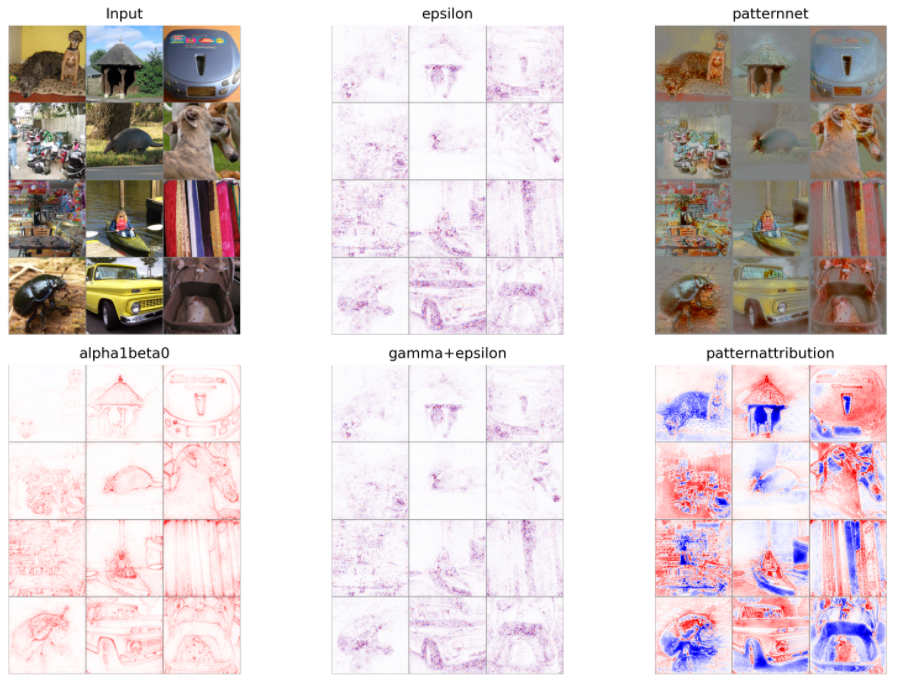 Input
epsilon
patternnet
alpha1beta0
gamma+epsilon
patternattribution